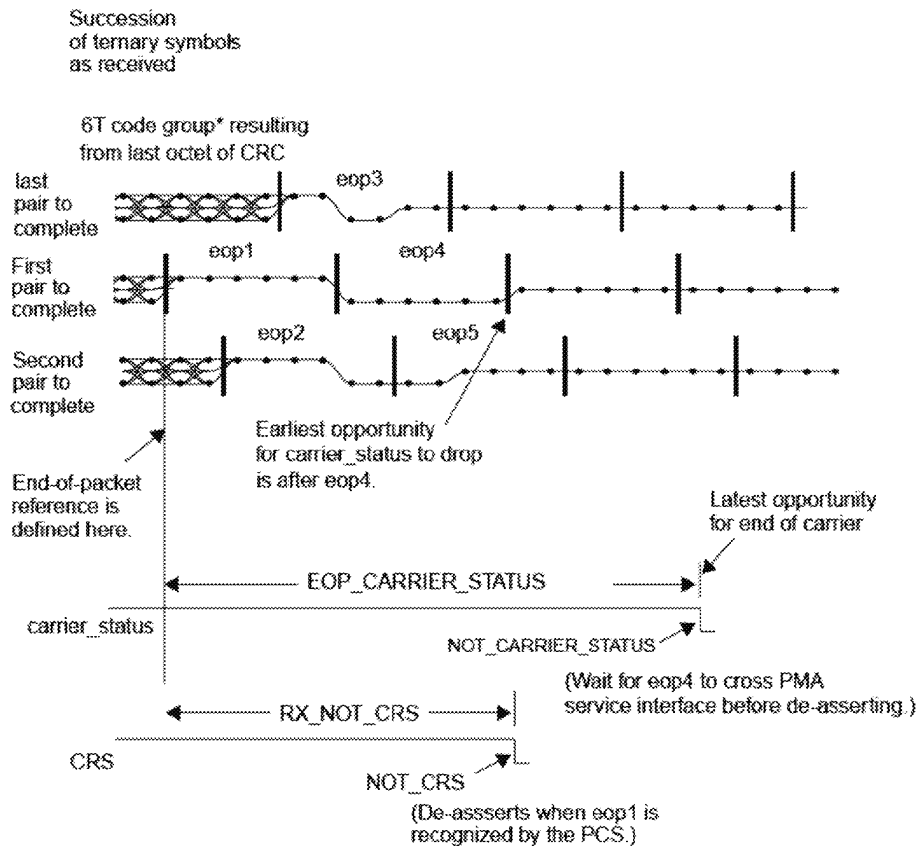 Succession
of ternary symbols
as received
6T code group* resulting
from last octet of CRC
last
pair to
complete
eop3
First
pair to
complete
eop1
eop4
Second
pair to
complete
eop2
eop5
Earliest opportunity
for carrier_status to drop
is after eop4.
End-of-packet
reference is
defined here.
Latest opportunity
for end of carrier
EOP_CARRIER_STATUS
carrier_status
NOT_CARRIER_STATUS
(Wait for eop4 to cross PMA
service interface before de-asserting.)
RX_NOT_CRS
CRS
NOT_CRS
(De-assserts when eop1 is
recognized by the PCS.)